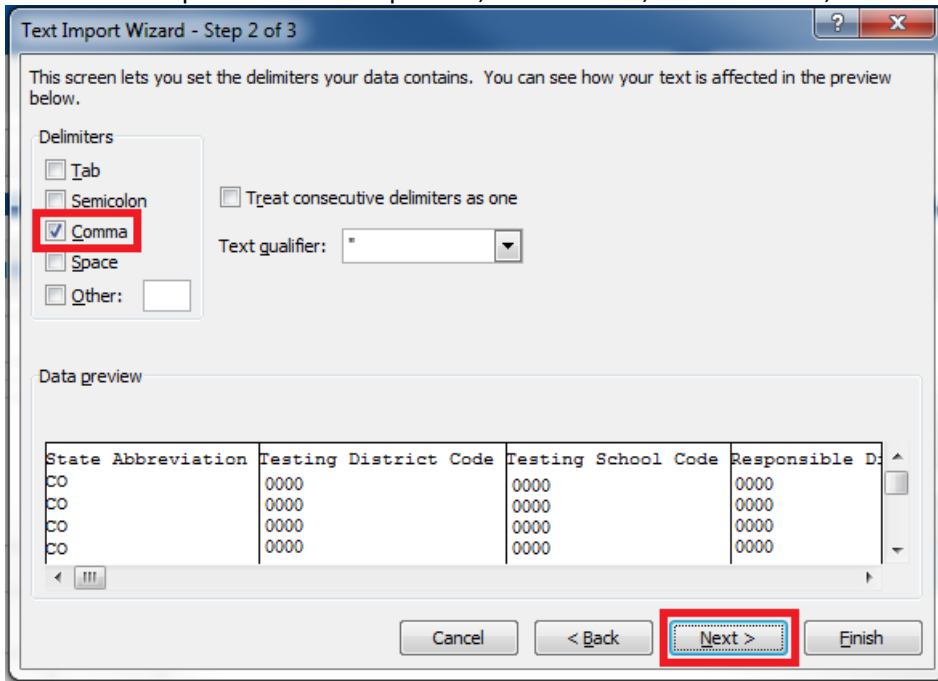 Text Import Wizard - Step 2 of 3
? X
This screen lets you set the delimiters your data contains. You can see how your text is affected in the preview
below.
Delimiters
Tab
Semicolon
Comma
Space
Other:
Treat consecutive delimiters as one
Text qualifier: "
Data preview
State Abbreviation Testing District Code Testing School Code Responsible
CO 0000 0000 0000
CO 0000 0000 0000
CO 0000 0000 0000
CO 0000 0000 0000
Cancel < Back Next > Finish